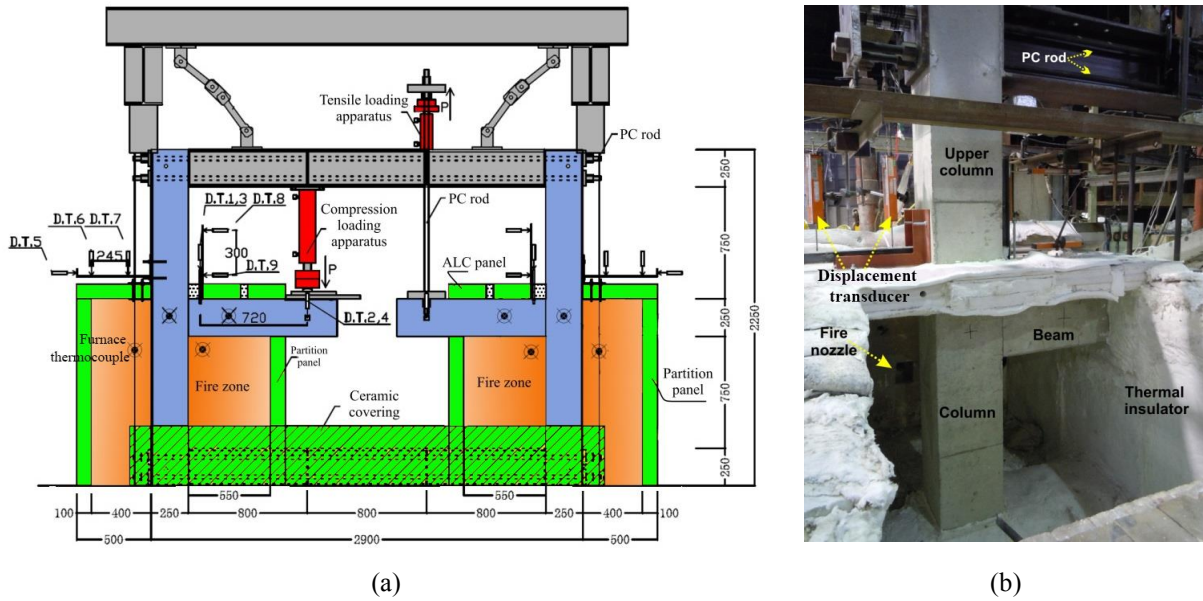 Tensile loading
apparatus
P
PC rod
D.T.1,3
D.T.8
D.T.6 D.T.7
D.T.5
245
300
D.T.9
Compression
loading
apparatus
P
PC rod
ALC panel
720
D.T.2,4
Furnace
thermocouple
Partition
panel
Fire zone
Fire zone
Partition
panel
Ceramic
covering
250
750
250
750
250
2250
550
550
100
400
250
800
800
800
250
400
100
500
2900
500
(a)
PC rod
Upper
column
Displacement
transducer
Fire
nozzle
Beam
Column
Thermal
insulator
(b)